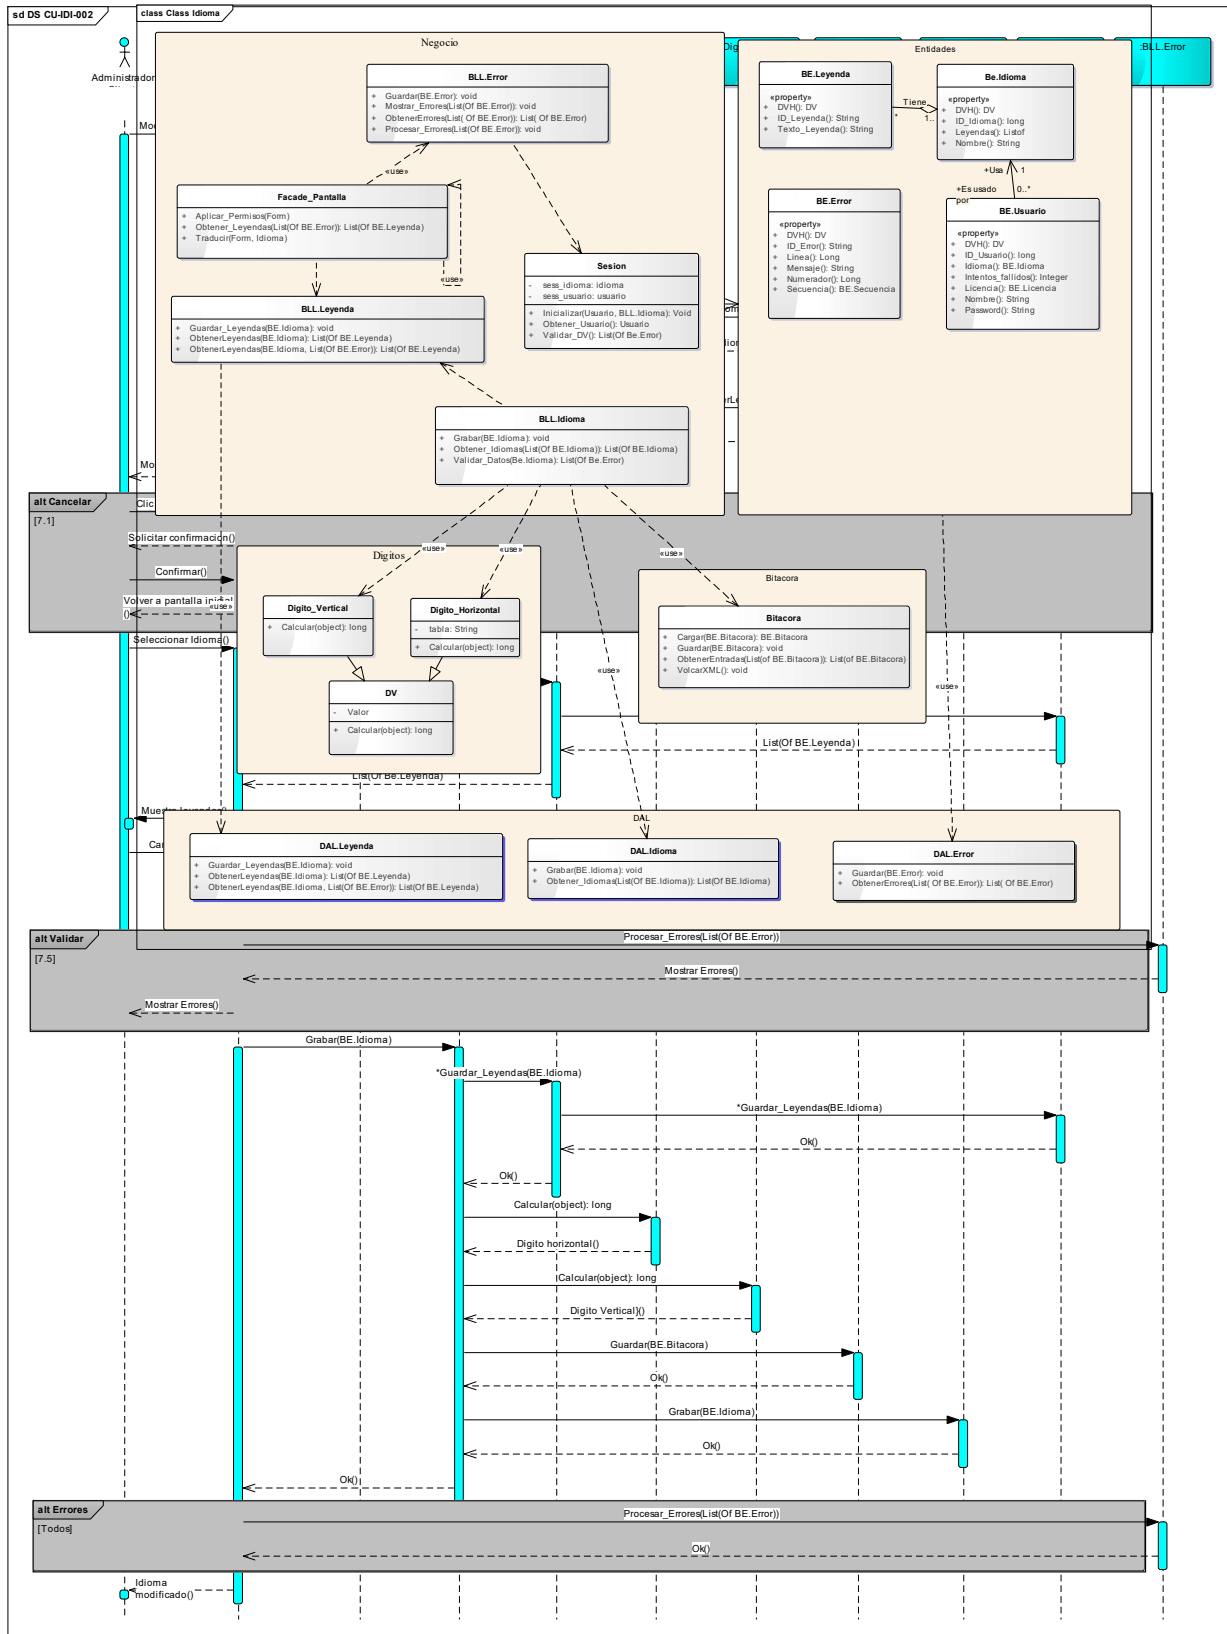 sd DS CU-IDI-002
class Class Idioma
Administrador
:BLL.Error
Negocio
BLL.Error
+ Guardar(BE.Error): void
+ Mostrar_Errores(List(Of BE.Error)): void
+ ObtenerErrores(List( Of BE.Error)): List( Of BE.Error)
+ Procesar_Errores(List(Of BE.Error)): void
«use»
Facade_Pantalla
+ Aplicar_Permisos(Form)
+ Obtener_Leyendas(List(Of BE.Error)): List(Of BE.Leyenda)
+ Traducir(Form, Idioma)
«use»
Sesion
- sess_idioma: idioma
- sess_usuario: usuario
+ Inicializar(Usuario, BLL.Idioma): Void
+ Obtener_Usuario(): Usuario
+ Validar_DV(): List(Of Be.Error)
BLL.Leyenda
+ Guardar_Leyendas(BE.Idioma): void
+ ObtenerLeyendas(BE.Idioma): List(Of BE.Leyenda)
+ ObtenerLeyendas(BE.Idioma, List(Of BE.Error)): List(Of BE.Leyenda)
BLL.Idioma
+ Grabar(BE.Idioma): void
+ Obtener_Idiomas(List(Of BE.Idioma)): List(Of BE.Idioma)
+ Validar_Datos(Be.Idioma): List(Of Be.Error)
Entidades
BE.Leyenda
«property»
+ DVH(): DV
+ ID_Leyenda(): String
+ Texto_Leyenda(): String
Tiene
*
1..
Be.Idioma
«property»
+ DVH(): DV
+ ID_Idioma(): long
+ Leyendas(): Listof
+ Nombre(): String
+Usa 1
+Es usado
por
0..*
BE.Error
«property»
+ DVH(): DV
+ ID_Error(): String
+ Linea(): Long
+ Mensaje(): String
+ Numerador(): Long
+ Secuencia(): BE.Secuencia
BE.Usuario
«property»
+ DVH(): DV
+ ID_Usuario(): long
+ Idioma(): BE.Idioma
+ Intentos_fallidos(): Integer
+ Licencia(): BE.Licencia
+ Nombre(): String
+ Password(): String
Mo
alt Cancelar
[7.1]
Clic
Solicitar confirmacion()
Confirmar()
Volver a pantalla inicial
()
«use»
Seleccionar Idioma()
Digitos
«use»
«use»
«use»
«use»
«use»
Digito_Vertical
+ Calcular(object): long
Digito_Horizontal
- tabla: String
+ Calcular(object): long
DV
- Valor
+ Calcular(object): long
Bitacora
Bitacora
+ Cargar(BE.Bitacora): BE.Bitacora
+ Guardar(BE.Bitacora): void
+ ObtenerEntradas(List(of BE.Bitacora)): List(of BE.Bitacora)
+ VolcarXML(): void
List(Of BE.Leyenda)
List(Of Be.Leyenda)
DAL
DAL.Leyenda
+ Guardar_Leyendas(BE.Idioma): void
+ ObtenerLeyendas(BE.Idioma): List(Of BE.Leyenda)
+ ObtenerLeyendas(BE.Idioma, List(Of BE.Error)): List(Of BE.Leyenda)
DAL.Idioma
+ Grabar(BE.Idioma): void
+ Obtener_Idiomas(List(Of BE.Idioma)): List(Of BE.Idioma)
DAL.Error
+ Guardar(BE.Error): void
+ ObtenerErrores(List( Of BE.Error)): List( Of BE.Error)
alt Validar
[7.5]
Procesar_Errores(List(Of BE.Error))
Mostrar Errores()
Mostrar Errores()
Grabar(BE.Idioma)
*Guardar_Leyendas(BE.Idioma)
*Guardar_Leyendas(BE.Idioma)
Ok()
Ok()
Calcular(object): long
Digito horizontal()
Calcular(object): long
Digito Vertical}()
Guardar(BE.Bitacora)
Ok()
Grabar(BE.Idioma)
Ok()
Ok()
alt Errores
[Todos]
Procesar_Errores(List(Of BE.Error))
Ok()
Idioma
modificado()